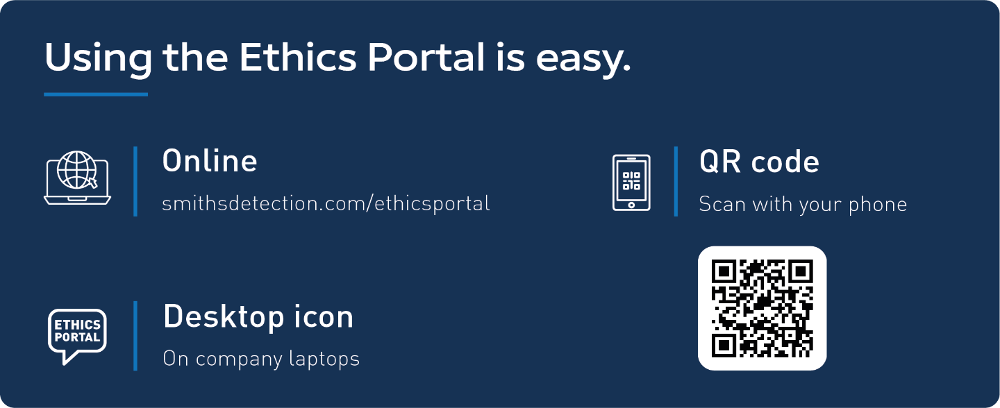 Using the Ethics Portal is easy.
Online
smithsdetection.com/ethicsportal
QR code
Scan with your phone
ETHICS
PORTAL
Desktop icon
On company laptops